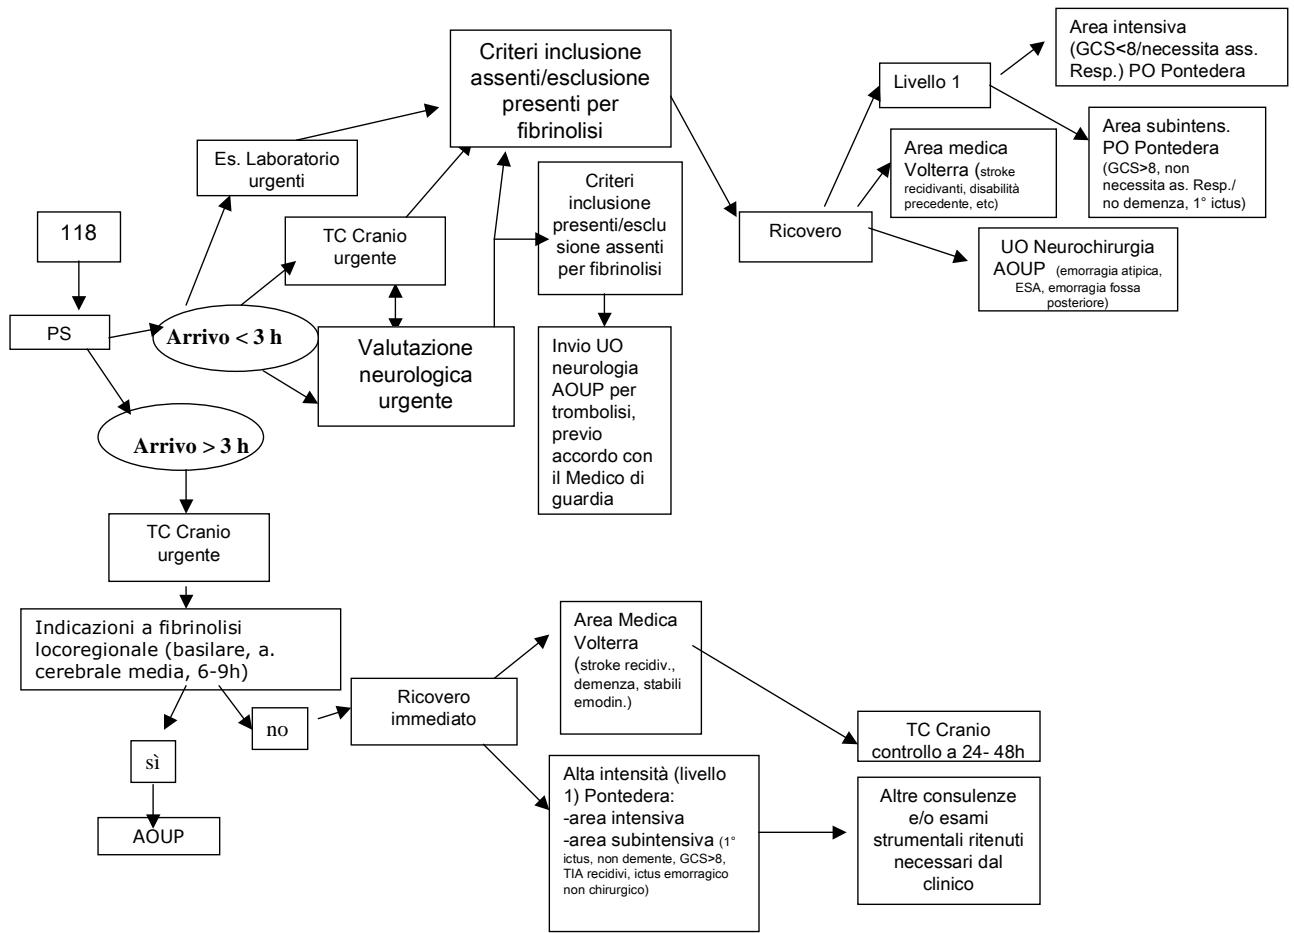 118
PS
Arrivo < 3 h
Arrivo > 3 h
Es. Laboratorio
urgenti
TC Cranio
urgente
Valutazione
neurologica
urgente
Criteri inclusione
assenti/esclusione
presenti per
fibrinolisi
Criteri
inclusione
presenti/esclu
sione assenti
per fibrinolisi
Invio UO
neurologia
AOUP per
trombolisi,
previo
accordo con
il Medico di
guardia
Ricovero
Livello 1
Area intensiva
(GCS<8/necessita ass.
Resp.) PO Pontedera
Area subintens.
PO Pontedera
(GCS>8, non
necessita as. Resp./
no demenza, 1° ictus)
Area medica
Volterra (stroke
recidivanti, disabilità
precedente, etc)
UO Neurochirurgia
AOUP (emorragia atipica,
ESA, emorragia fossa
posteriore)
TC Cranio
urgente
Indicazioni a fibrinolisi
locoregionale (basilare, a.
cerebrale media, 6-9h)
sì
no
AOUP
Ricovero
immediato
Area Medica
Volterra
(stroke recidiv.,
demenza, stabili
emodin.)
Alta intensità (livello
1) Pontedera:
-area intensiva
-area subintensiva (1°
ictus, non demente, GCS>8,
TIA recidivi, ictus emorragico
non chirurgico)
TC Cranio
controllo a 24- 48h
Altre consulenze
e/o esami
strumentali ritenuti
necessari dal
clinico